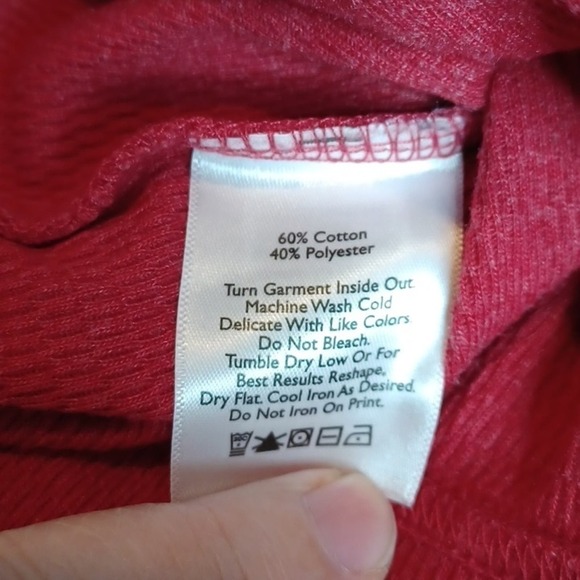 60% Cotton
40% Polyester
Turn Garment Inside Out.
Machine Wash Cold
Delicate With Like Colors.
Do Not Bleach.
Tumble Dry Low Or For
Best Results Reshape,
Dry Flat. Cool Iron As Desired.
Do Not Iron On Print.